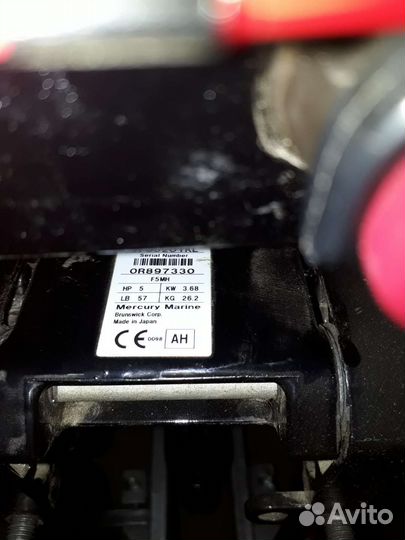 Serial Number
0R897330
F5MH
HP 5 KW 3.68
LB 57 KG 26.2
Mercury Marine
Brunswick Corp.
Made in Japan
CE 0098 AH
Avito